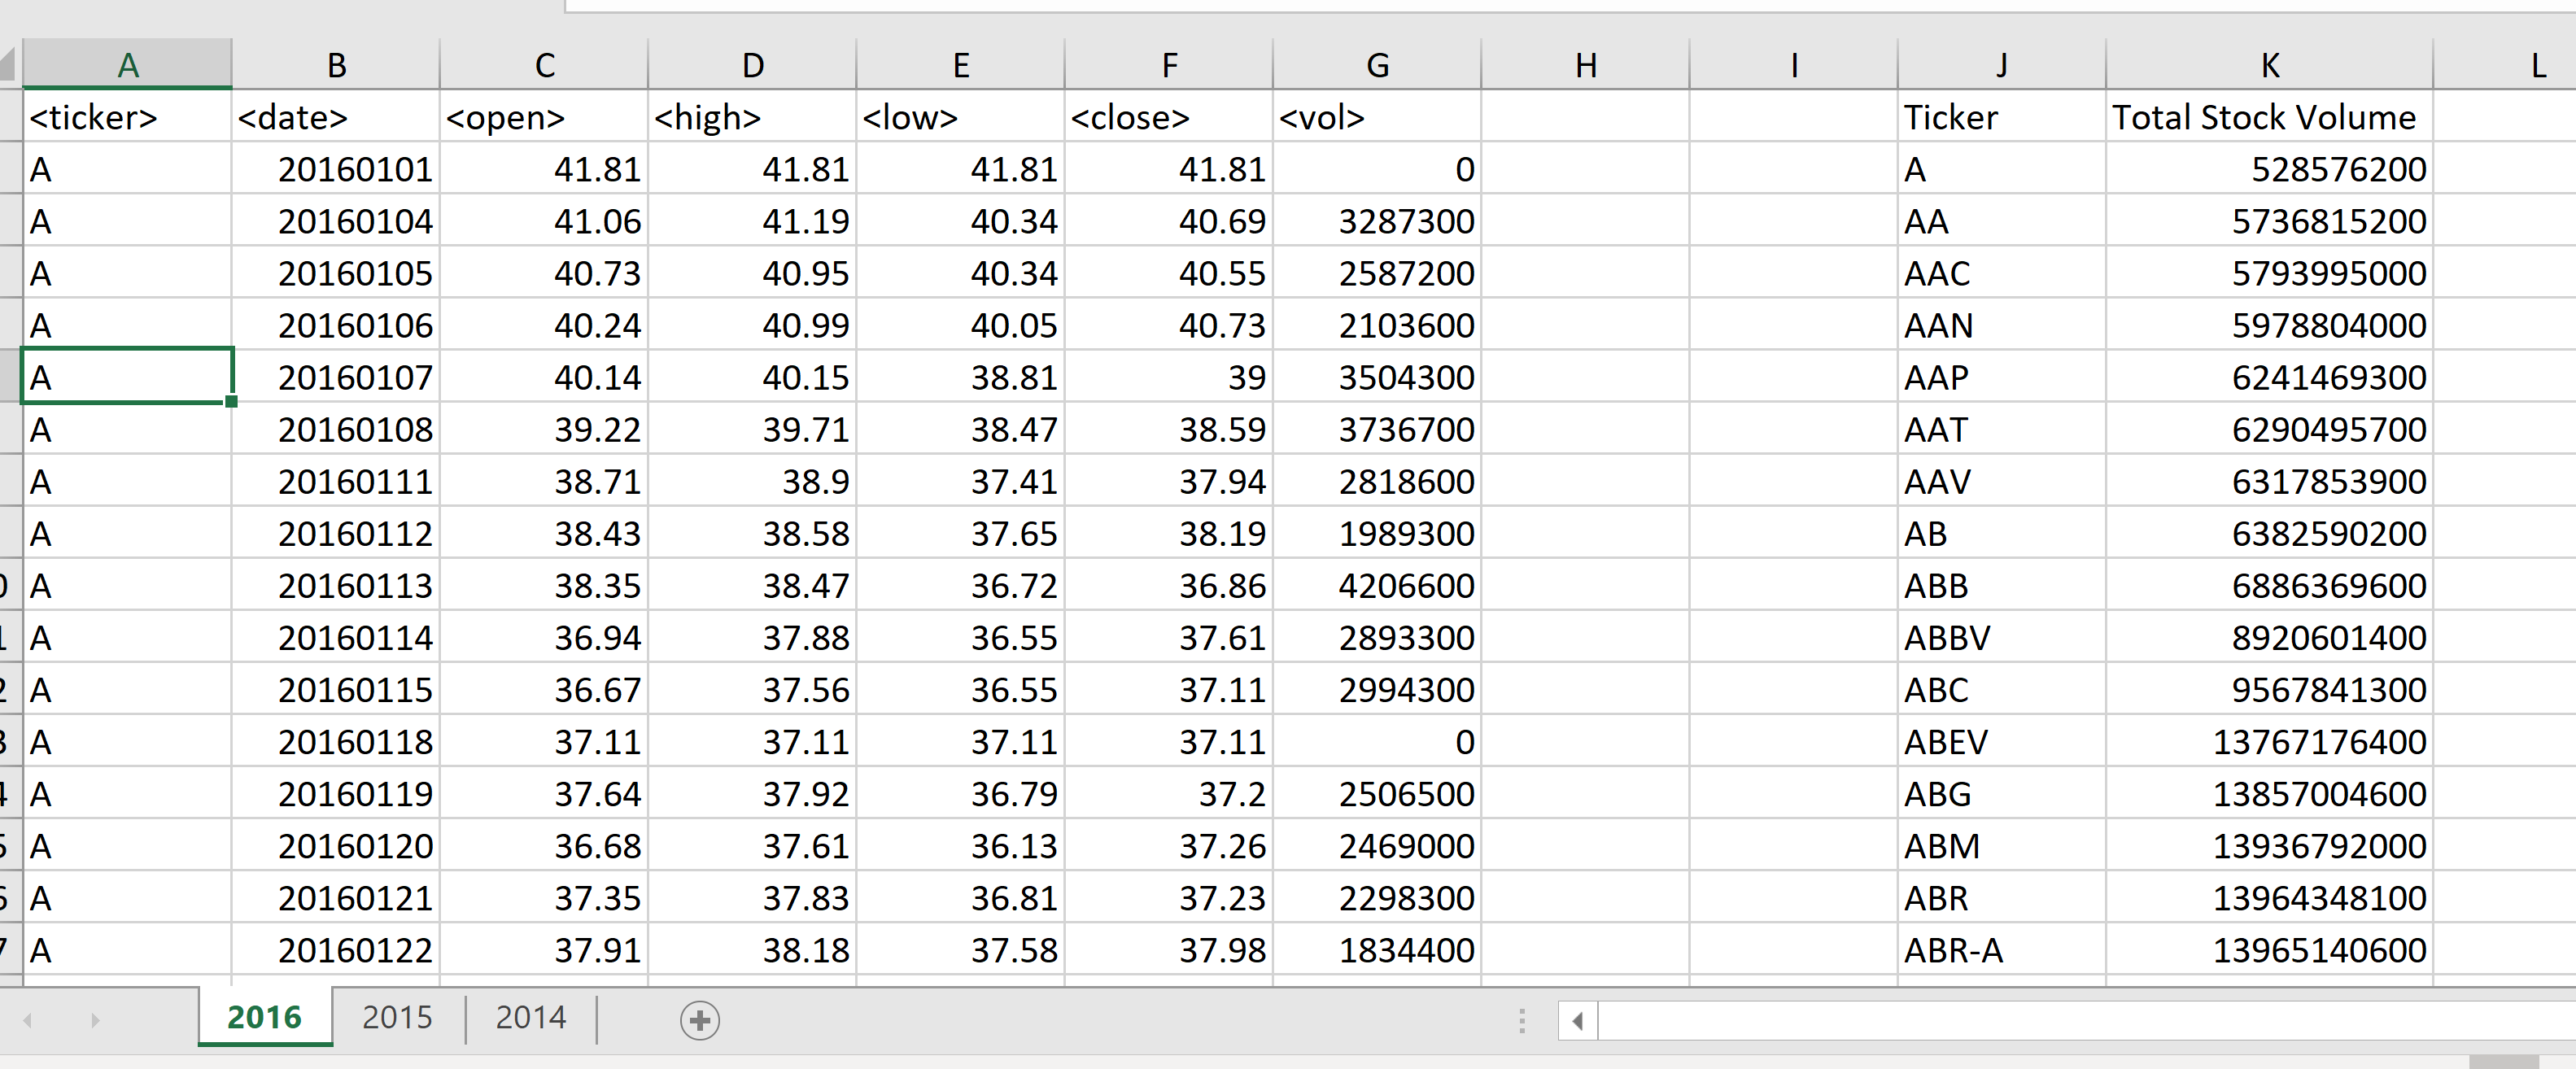 A B C D E F G H I J K L
<ticker> <date> <open> <high> <low> <close> <vol> Ticker Total Stock Volume
A 20160101 41.81 41.81 41.81 41.81 0 A 528576200
A 20160104 41.06 41.19 40.34 40.69 3287300 AA 5736815200
A 20160105 40.73 40.95 40.34 40.55 2587200 AAC 5793995000
A 20160106 40.24 40.99 40.05 40.73 2103600 AAN 5978804000
A 20160107 40.14 40.15 38.81 39 3504300 AAP 6241469300
A 20160108 39.22 39.71 38.47 38.59 3736700 AAT 6290495700
A 20160111 38.71 38.9 37.41 37.94 2818600 AAV 6317853900
A 20160112 38.43 38.58 37.65 38.19 1989300 AB 6382590200
A 20160113 38.35 38.47 36.72 36.86 4206600 ABB 6886369600
A 20160114 36.94 37.88 36.55 37.61 2893300 ABBV 8920601400
A 20160115 36.67 37.56 36.55 37.11 2994300 ABC 9567841300
A 20160118 37.11 37.11 37.11 37.11 0 ABEV 13767176400
A 20160119 37.64 37.92 36.79 37.2 2506500 ABG 13857004600
A 20160120 36.68 37.61 36.13 37.26 2469000 ABM 13936792000
A 20160121 37.35 37.83 36.81 37.23 2298300 ABR 13964348100
A 20160122 37.91 38.18 37.58 37.98 1834400 ABR-A 13965140600
2016 2015 2014